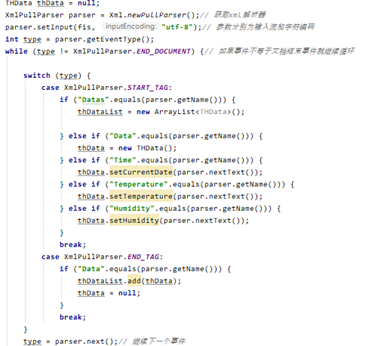 THData thData = null;
XmlPullParser parser = Xml.newPullParser();// 获取xml解析器
parser.setInput(fis, inputEncoding: "utf-8");// 参数分别为输入流和字符编码
int type = parser.getEventType();
while (type != XmlPullParser.END_DOCUMENT) {// 如果事件不等于文档结束事件就继续循环
switch (type) {
case XmlPullParser.START_TAG:
if ("Datas".equals(parser.getName())) {
thDataList = new ArrayList<THData>();
} else if ("Data".equals(parser.getName())) {
thData = new THData();
} else if ("Time".equals(parser.getName())) {
thData.setCurrentDate(parser.nextText());
} else if ("Temperature".equals(parser.getName())) {
thData.setTemperature(parser.nextText());
} else if ("Humidity".equals(parser.getName())) {
thData.setHumidity(parser.nextText());
}
break;
case XmlPullParser.END_TAG:
if ("Data".equals(parser.getName())) {
thDataList.add(thData);
thData = null;
}
break;
}
type = parser.next();// 继续下一个事件